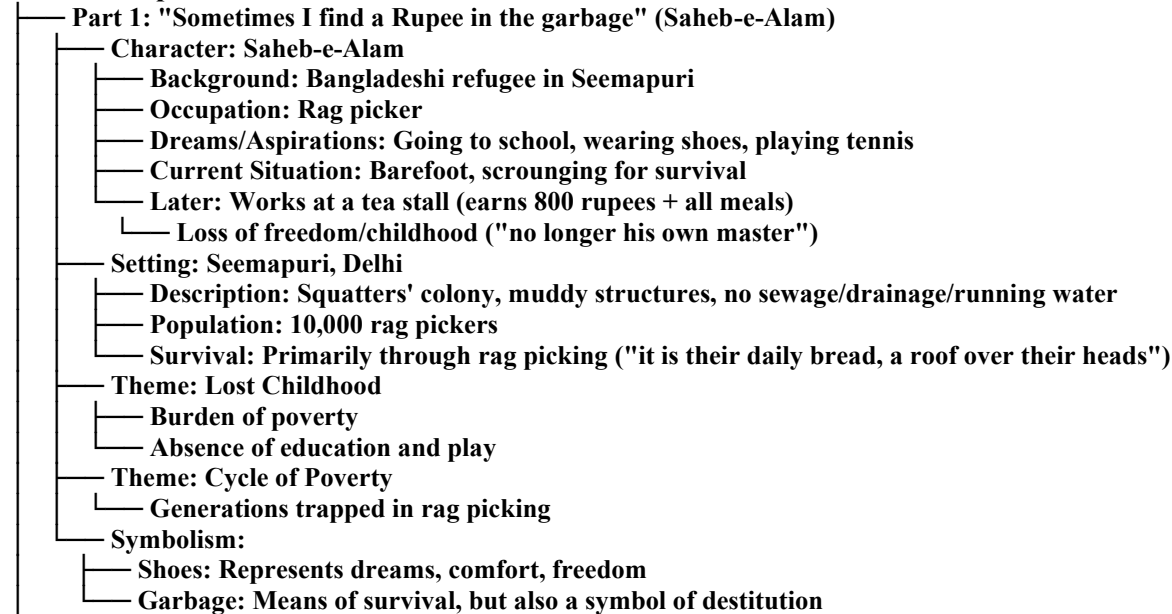 Part 1: "Sometimes I find a Rupee in the garbage" (Saheb-e-Alam)
Character: Saheb-e-Alam
Background: Bangladeshi refugee in Seemapuri
Occupation: Rag picker
Dreams/Aspirations: Going to school, wearing shoes, playing tennis
Current Situation: Barefoot, scrounging for survival
Later: Works at a tea stall (earns 800 rupees + all meals)
Loss of freedom/childhood ("no longer his own master")
Setting: Seemapuri, Delhi
Description: Squatters' colony, muddy structures, no sewage/drainage/running water
Population: 10,000 rag pickers
Survival: Primarily through rag picking ("it is their daily bread, a roof over their heads")
Theme: Lost Childhood
Burden of poverty
Absence of education and play
Theme: Cycle of Poverty
Generations trapped in rag picking
Symbolism:
Shoes: Represents dreams, comfort, freedom
Garbage: Means of survival, but also a symbol of destitution